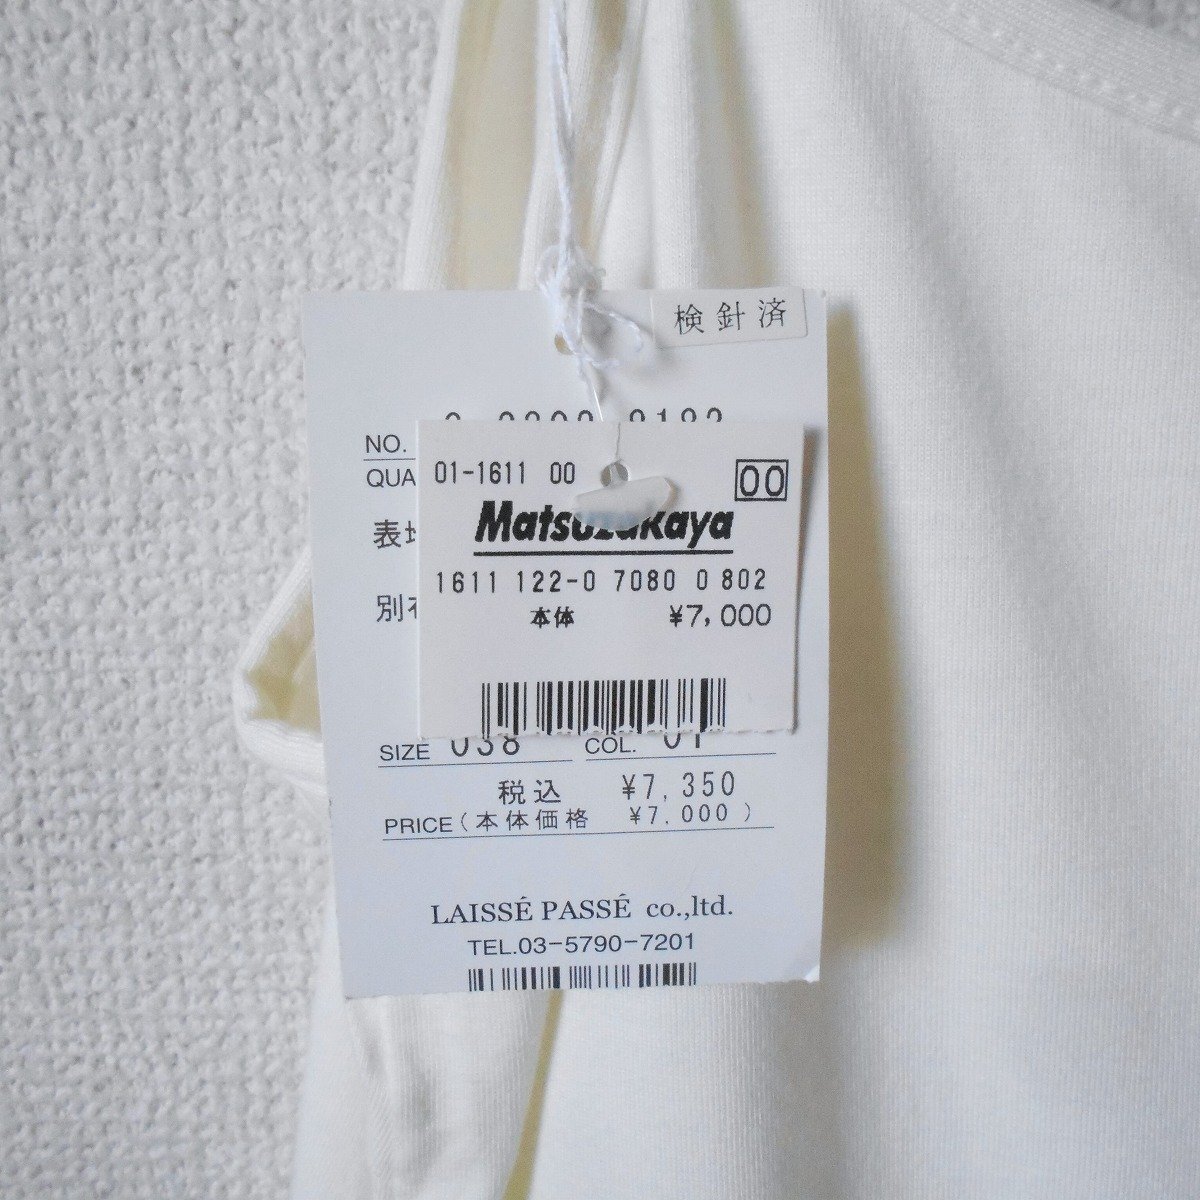 検針済
NO.
01-1611 00 00
QUA
Matsuzakaya
表
1611 122-0 7080 0 802
別
本体 ¥7,000
SIZE 038 COL. 01
税込 ¥7,350
PRICE(本体価格 ¥7,000)
LAISSÉ PASSÉ co.,ltd.
TEL.03-5790-7201